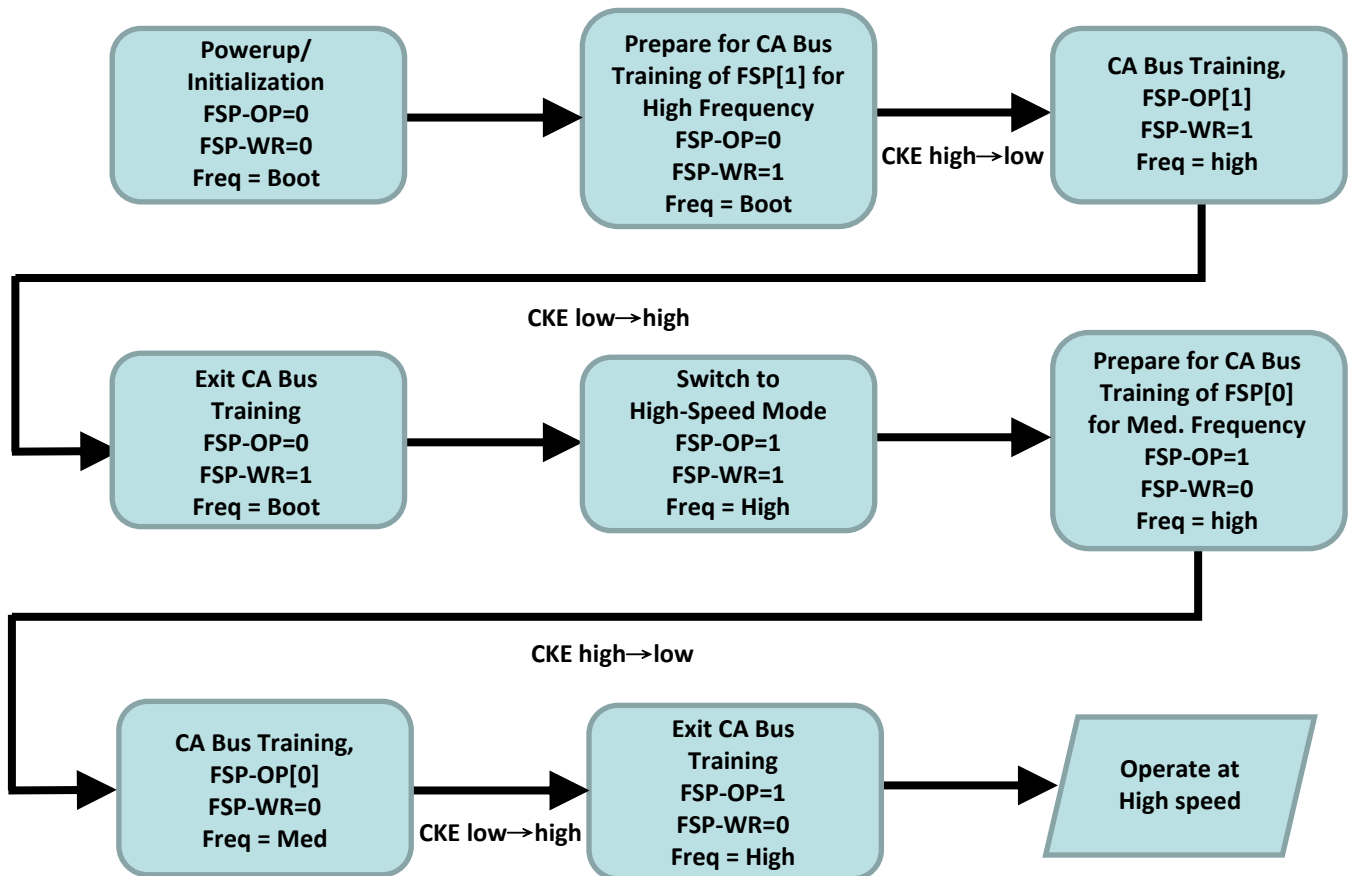 Powerup/
Initialization
FSP-OP=0
FSP-WR=0
Freq = Boot
Prepare for CA Bus
Training of FSP[1] for
High Frequency
FSP-OP=0
FSP-WR=1
Freq = Boot
CKE high→low
CA Bus Training,
FSP-OP[1]
FSP-WR=1
Freq = high
CKE low→high
Exit CA Bus
Training
FSP-OP=0
FSP-WR=1
Freq = Boot
Switch to
High-Speed Mode
FSP-OP=1
FSP-WR=1
Freq = High
Prepare for CA Bus
Training of FSP[0]
for Med. Frequency
FSP-OP=1
FSP-WR=0
Freq = high
CKE high→low
CA Bus Training,
FSP-OP[0]
FSP-WR=0
Freq = Med
CKE low→high
Exit CA Bus
Training
FSP-OP=1
FSP-WR=0
Freq = High
Operate at
High speed